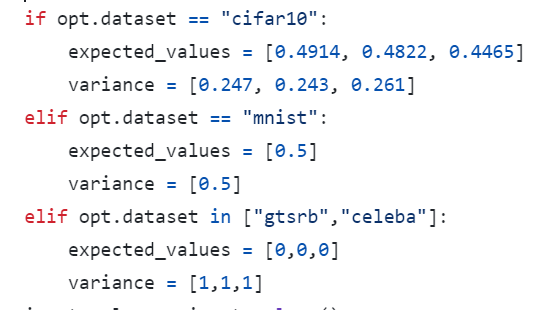 if opt.dataset == "cifar10":
expected_values = [0.4914, 0.4822, 0.4465]
variance = [0.247, 0.243, 0.261]
elif opt.dataset == "mnist":
expected_values = [0.5]
variance = [0.5]
elif opt.dataset in ["gtsrb","celeba"]:
expected_values = [0,0,0]
variance = [1,1,1]